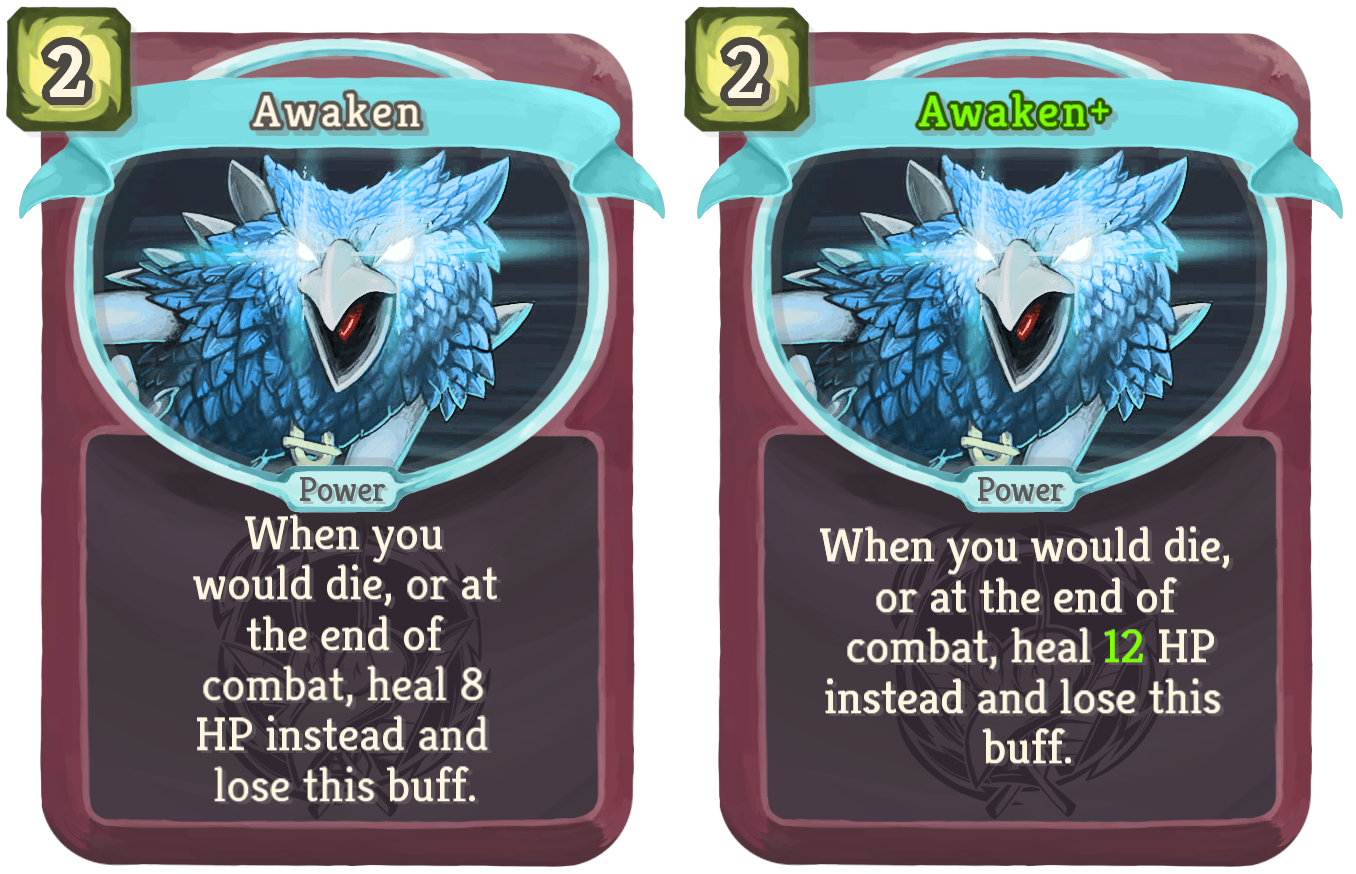 2
Awaken
Power
When you
would die, or at
the end of
combat, heal 8
HP instead and
lose this buff.
2
Awaken+
Power
When you would die,
or at the end of
combat, heal 12 HP
instead and lose this
buff.